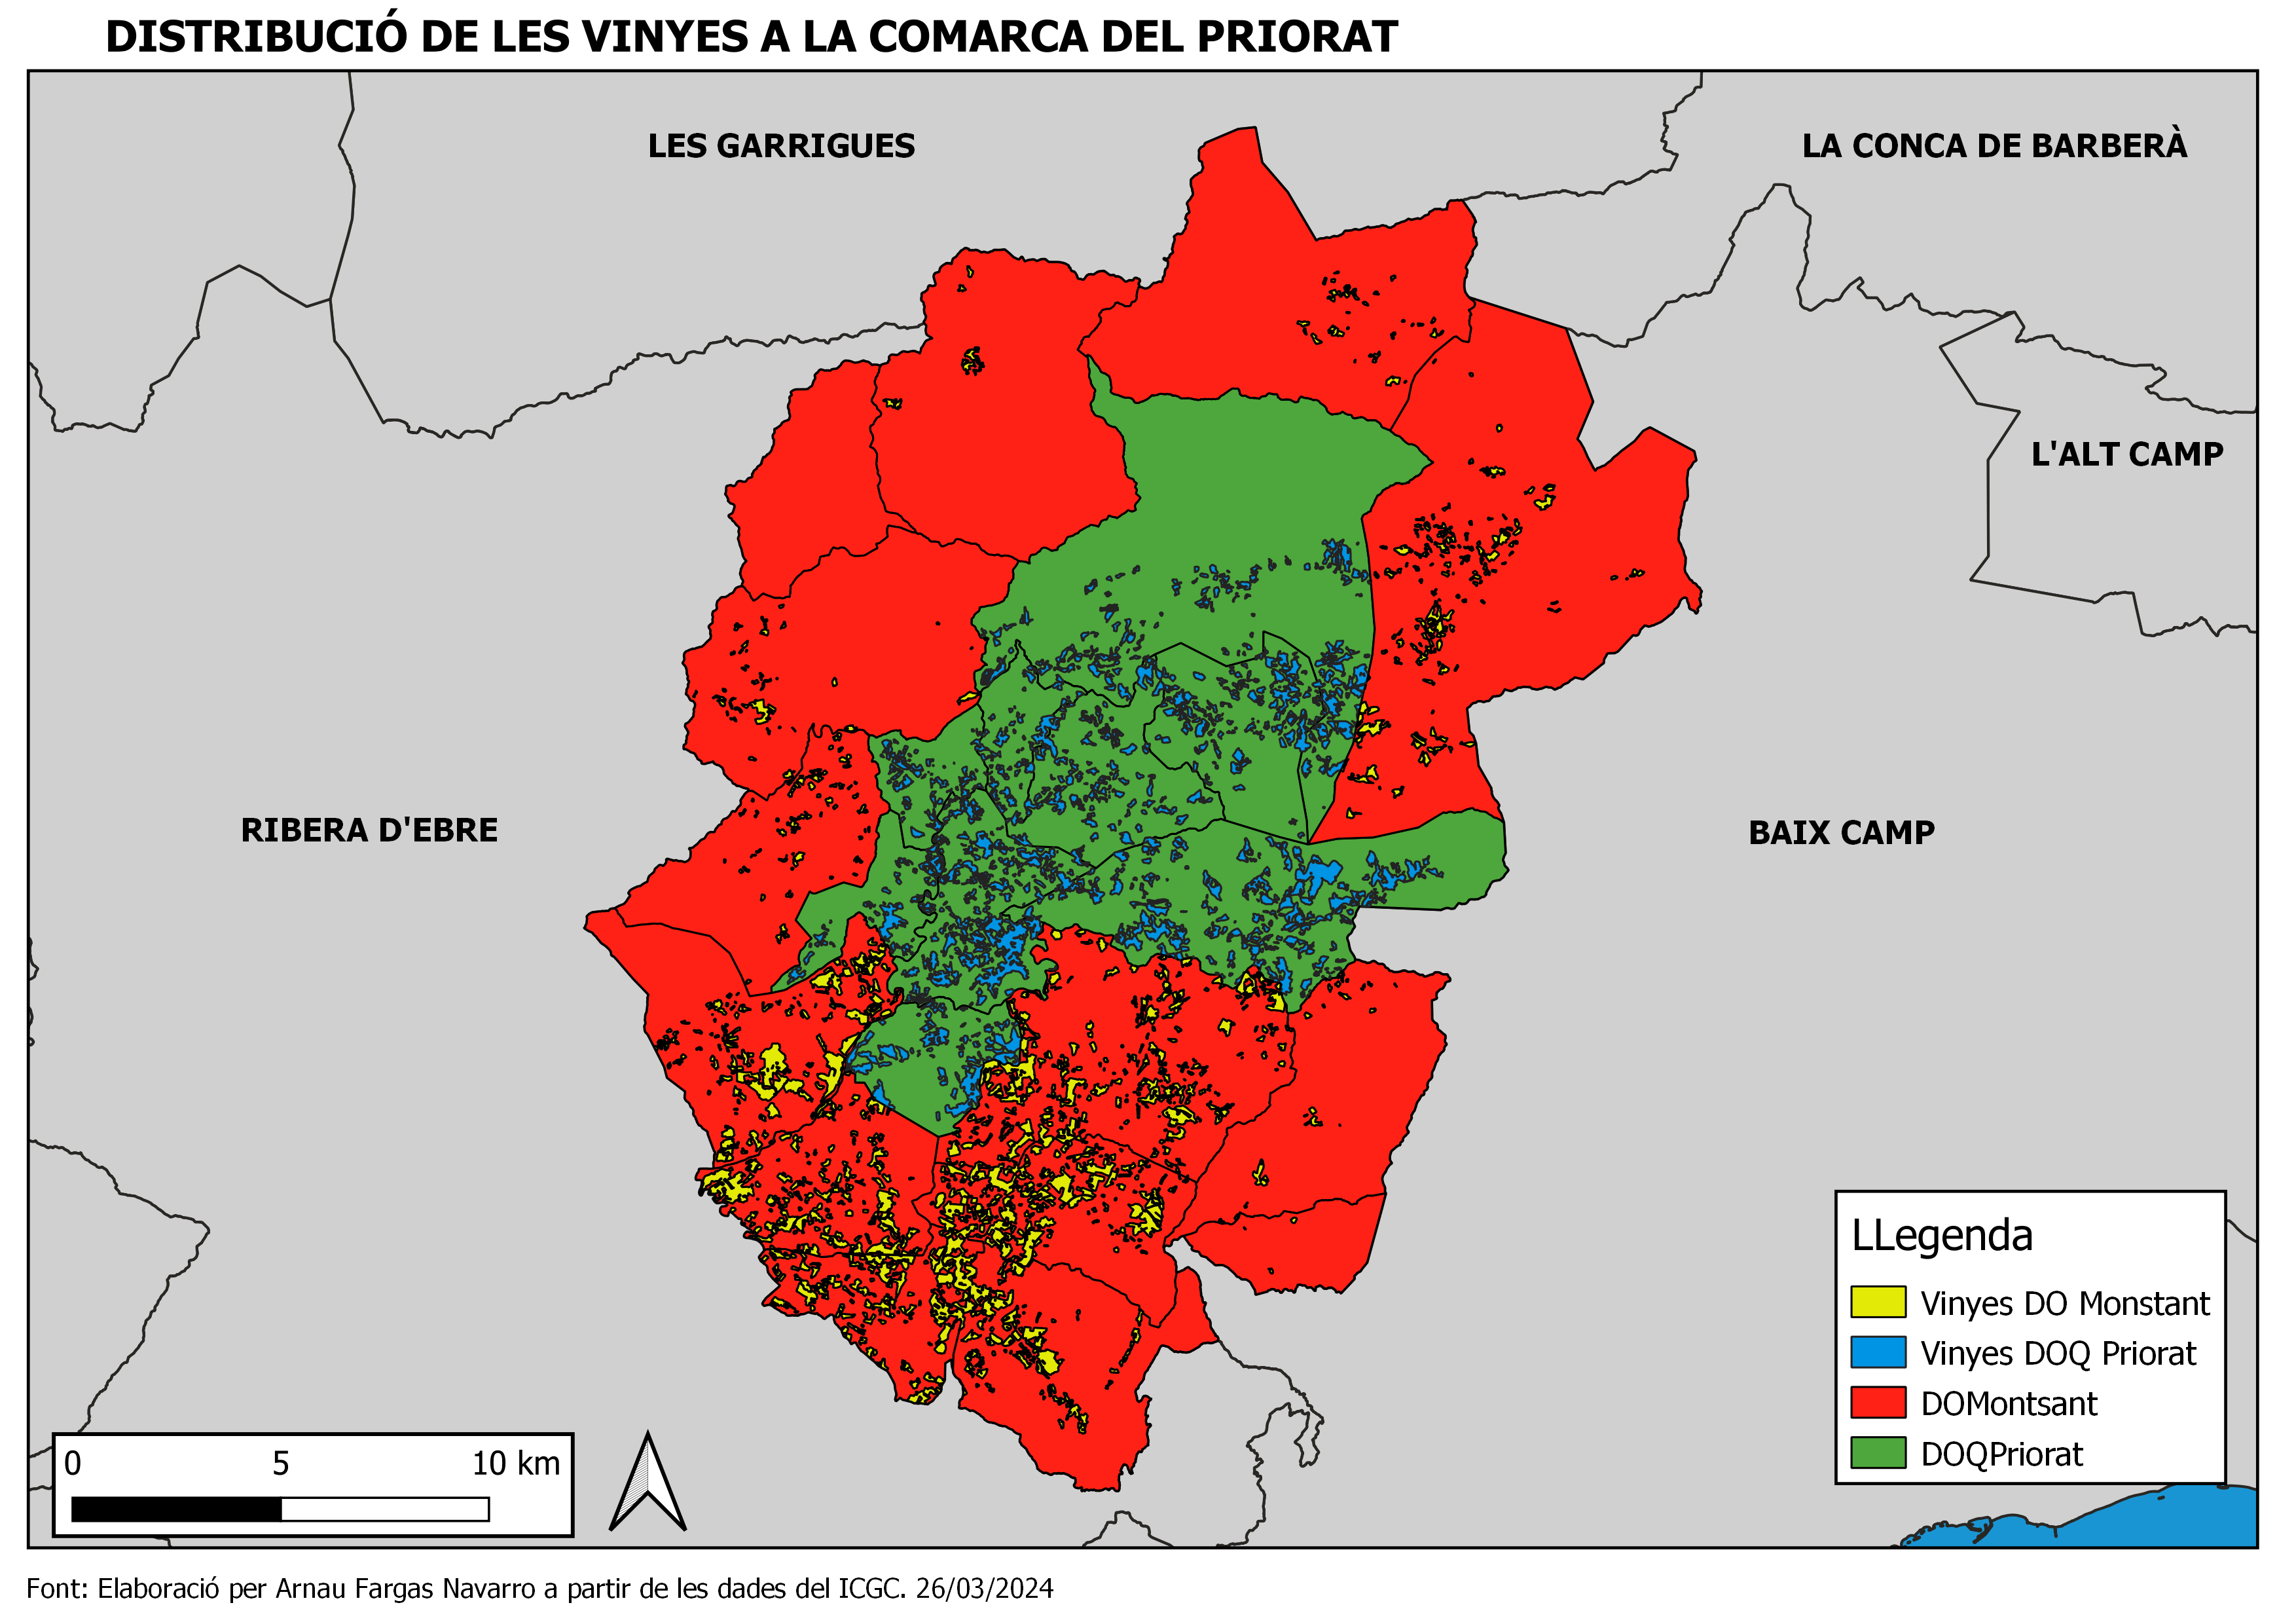 DISTRIBUCIÓ DE LES VINYES A LA COMARCA DEL PRIORAT
LES GARRIGUES
LA CONCA DE BARBERÀ
L'ALT CAMP
RIBERA D'EBRE
BAIX CAMP
LLegenda
Vinyes DO Monstant
Vinyes DOQ Priorat
DOMontsant
DOQPriorat
0 5 10 km
Font: Elaboració per Arnau Fargas Navarro a partir de les dades del ICGC. 26/03/2024